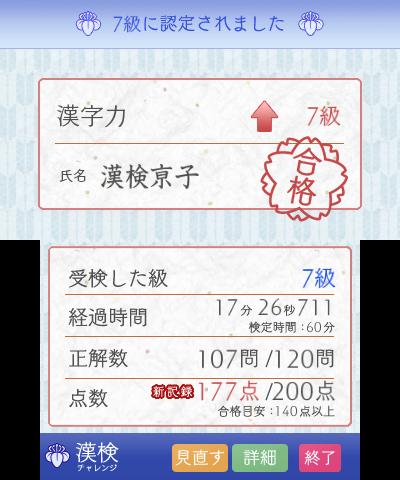 7級に認定されました
漢字力 7級
氏名 漢検京子
合格
受検した級 7級
経過時間 17分26秒711
検定時間:60分
正解数 107問/120問
点数 新記録 177点/200点
合格目安:140点以上
漢検
チャレンジ
見直す 詳細 終了